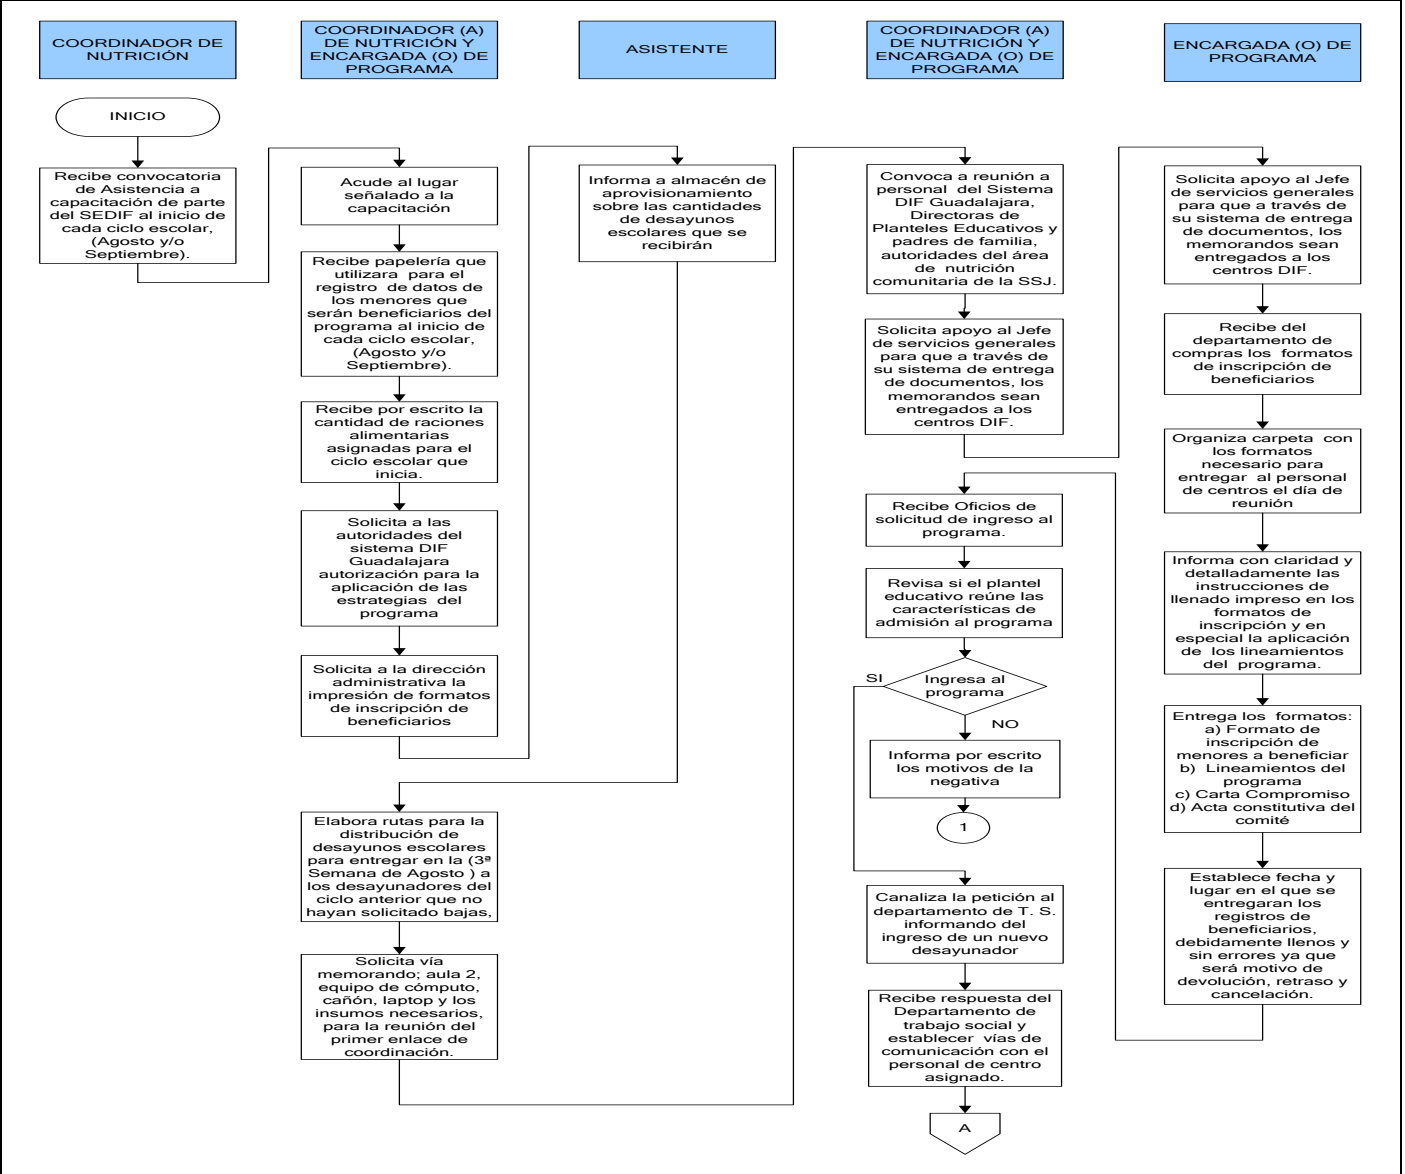 COORDINADOR DE
NUTRICIÓN
COORDINADOR (A)
DE NUTRICIÓN Y
ENCARGADA (O) DE
PROGRAMA
ASISTENTE
COORDINADOR (A)
DE NUTRICIÓN Y
ENCARGADA (O) DE
PROGRAMA
ENCARGADA (O) DE
PROGRAMA
INICIO
Recibe convocatoria
de Asistencia a
capacitación de parte
del SEDIF al inicio de
cada ciclo escolar,
(Agosto y/o
Septiembre).
Acude al lugar
señalado a la
capacitación
Recibe papelería que
utilizara para el
registro de datos de
los menores que
serán beneficiarios del
programa al inicio de
cada ciclo escolar,
(Agosto y/o
Septiembre).
Recibe por escrito la
cantidad de raciones
alimentarias
asignadas para el
ciclo escolar que
inicia.
Solicita a las
autoridades del
sistema DIF
Guadalajara
autorización para la
aplicación de las
estrategias del
programa
Solicita a la dirección
administrativa la
impresión de formatos
de inscripción de
beneficiarios
Informa a almacén de
aprovisionamiento
sobre las cantidades
de desayunos
escolares que se
recibirán
Elabora rutas para la
distribución de
desayunos escolares
para entregar en la (3ª
Semana de Agosto ) a
los desayunadores del
ciclo anterior que no
hayan solicitado bajas,
Solicita vía
memorando; aula 2,
equipo de cómputo,
cañón, laptop y los
insumos necesarios,
para la reunión del
primer enlace de
coordinación.
Convoca a reunión a
personal del Sistema
DIF Guadalajara,
Directoras de
Planteles Educativos y
padres de familia,
autoridades del área
de nutrición
comunitaria de la SSJ.
Solicita apoyo al Jefe
de servicios generales
para que a través de
su sistema de entrega
de documentos, los
memorandos sean
entregados a los
centros DIF.
Solicita apoyo al Jefe
de servicios generales
para que a través de
su sistema de entrega
de documentos, los
memorandos sean
entregados a los
centros DIF.
Recibe del
departamento de
compras los formatos
de inscripción de
beneficiarios
Organiza carpeta con
los formatos
necesario para
entregar al personal
de centros el día de
reunión
Informa con claridad y
detalladamente las
instrucciones de
llenado impreso en los
formatos de
inscripción y en
especial la aplicación
de los lineamientos
del programa.
Entrega los formatos:
a) Formato de
inscripción de
menores a beneficiar
b) Lineamientos del
programa
c) Carta Compromiso
d) Acta constitutiva del
comité
Establece fecha y
lugar en el que se
entregaran los
registros de
beneficiarios,
debidamente llenos y
sin errores ya que
será motivo de
devolución, retraso y
cancelación.
Recibe Oficios de
solicitud de ingreso al
programa.
Revisa si el plantel
educativo reúne las
características de
admisión al programa
Ingresa al
programa
SI
NO
Informa por escrito
los motivos de la
negativa
1
Canaliza la petición al
departamento de T. S.
informando del
ingreso de un nuevo
desayunador
Recibe respuesta del
Departamento de
trabajo social y
establecer vías de
comunicación con el
personal de centro
asignado.
A